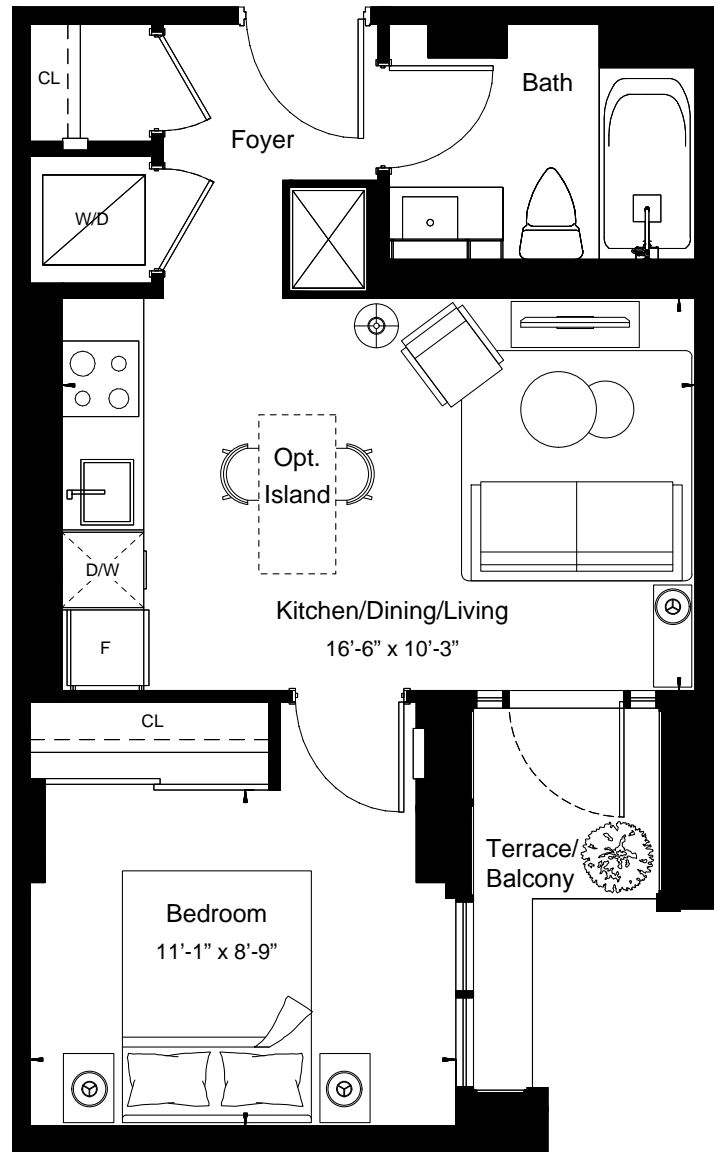 CL
Bath
Foyer
W/D
Opt.
Island
D/W
Kitchen/Dining/Living
16’-6” x 10’-3”
F
CL
Terrace/
Balcony
Bedroom
11’-1” x 8’-9”